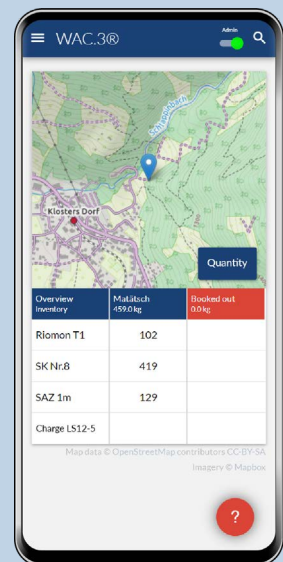 WAC.3®
Admin
Schlappinbach
Klosters Dorf
Quantity
Overview Matätsch Booked out
Inventory 459.0 kg 0.0 kg
Riomon T1 102
SK Nr.8 419
SAZ 1m 129
Charge LS12-5
Map data © OpenStreetMap contributors CC-BY-SA
Imagery © Mapbox
?